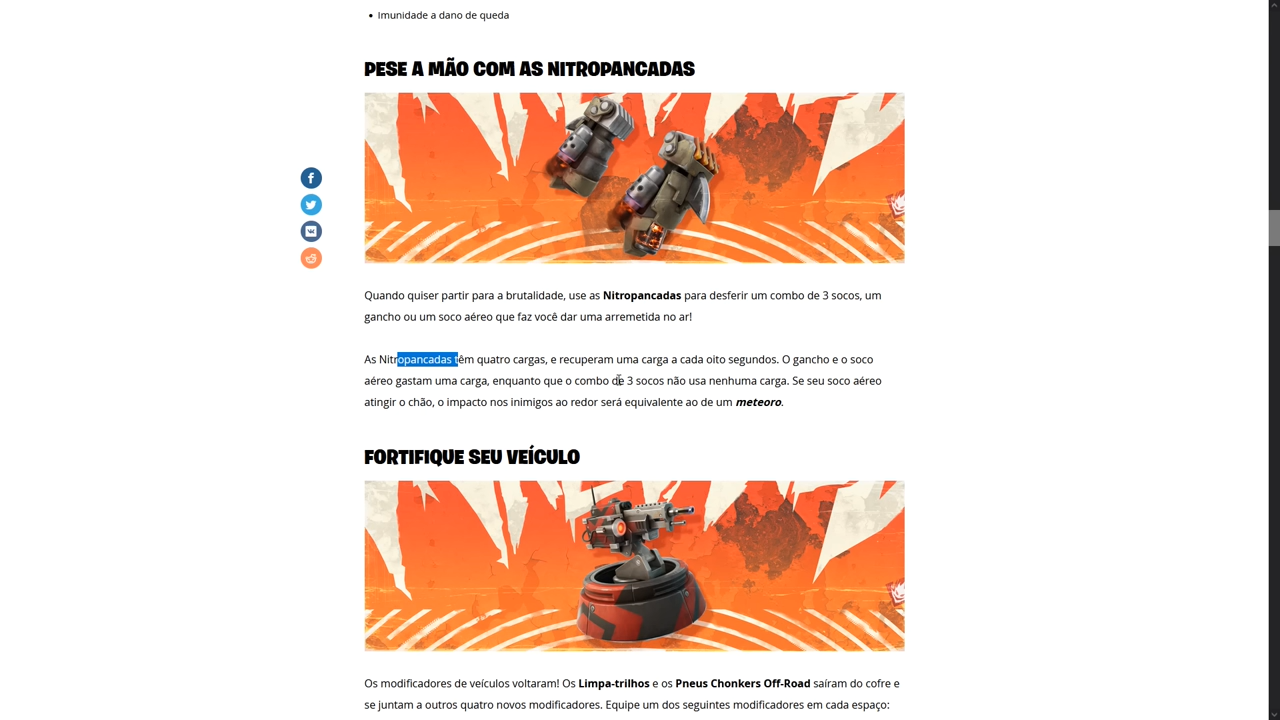 • Imunidade a dano de queda
PESE A MÃO COM AS NITROPANCADAS
Quando quiser partir para a brutalidade, use as Nitropancadas para desferir um combo de 3 socos, um
gancho ou um soco aéreo que faz você dar uma arremetida no ar!
As Nitropancadas têm quatro cargas, e recuperam uma carga a cada oito segundos. O gancho e o soco
aéreo gastam uma carga, enquanto que o combo de 3 socos não usa nenhuma carga. Se seu soco aéreo
atingir o chão, o impacto nos inimigos ao redor será equivalente ao de um meteoro.
FORTIFIQUE SEU VEÍCULO
Os modificadores de veículos voltaram! Os Limpa-trilhos e os Pneus Chonkers Off-Road saíram do cofre e
se juntam a outros quatro novos modificadores. Equipe um dos seguintes modificadores em cada espaço: